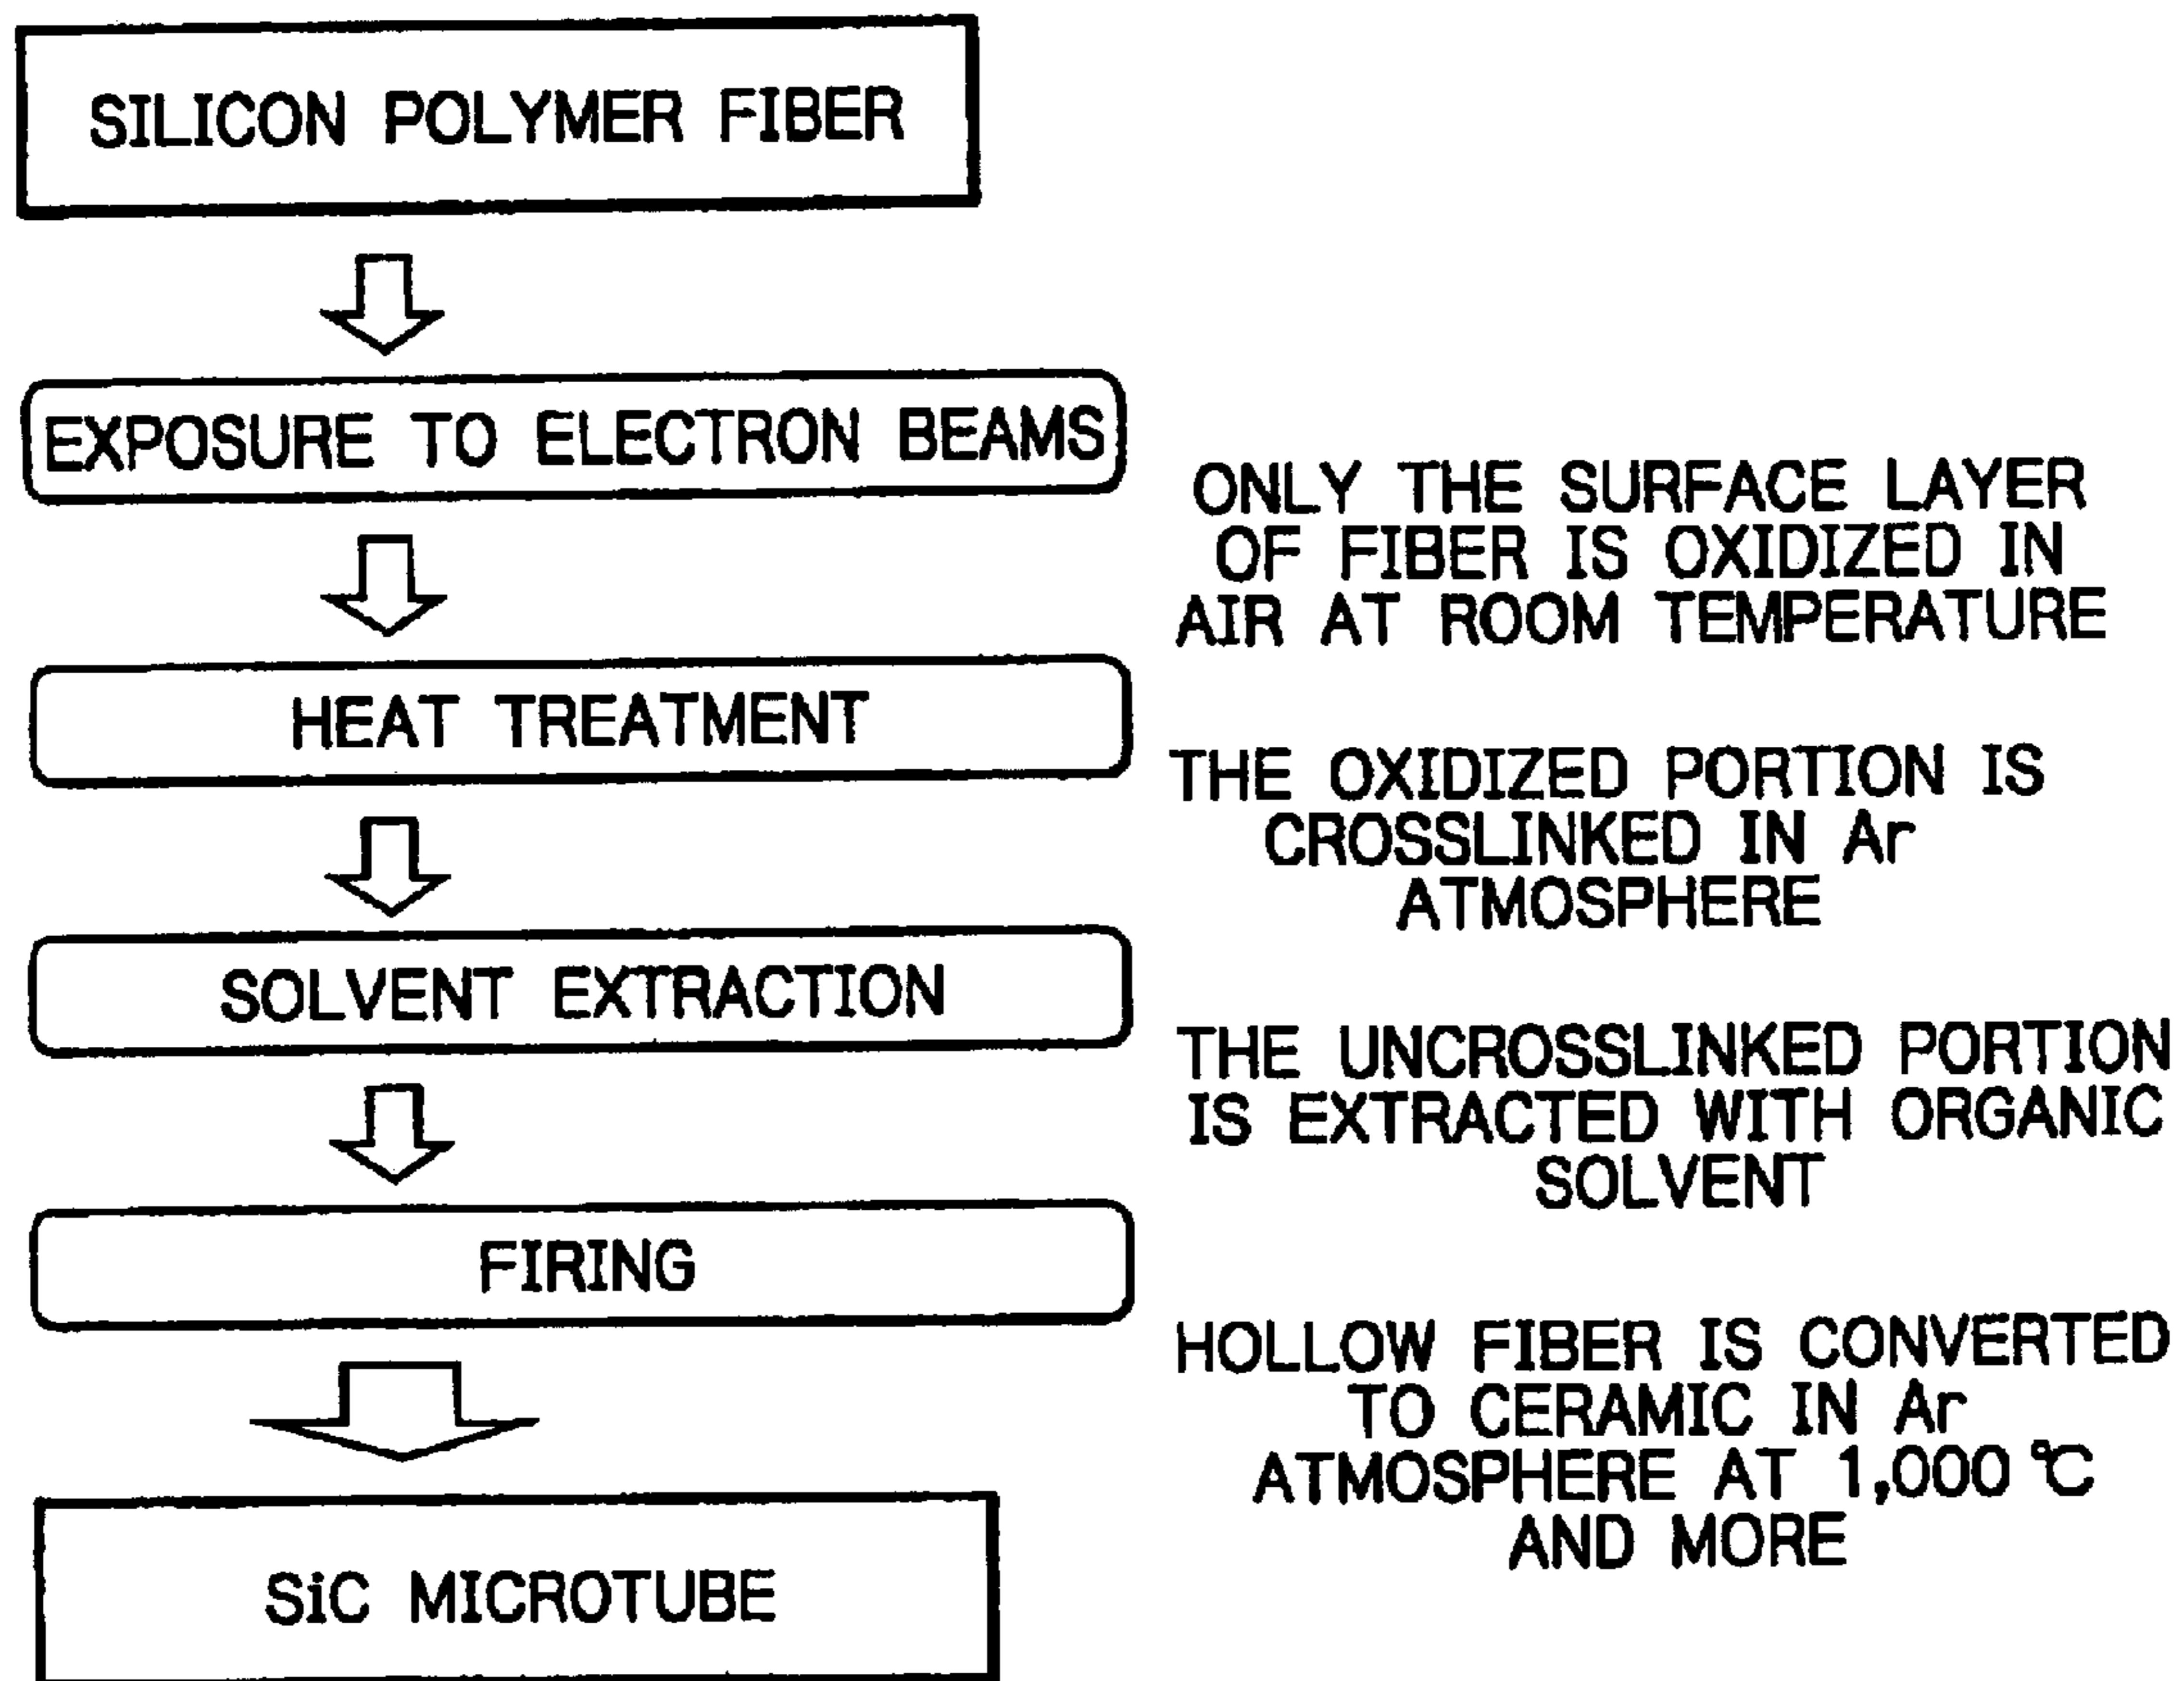 SILICON POLYMER FIBER
EXPOSURE TO ELECTRON BEAMS
ONLY THE SURFACE LAYER
OF FIBER IS OXIDIZED IN
AIR AT ROOM TEMPERATURE
HEAT TREATMENT
THE OXIDIZED PORTION IS
CROSSLINKED IN Ar
ATMOSPHERE
SOLVENT EXTRACTION
THE UNCROSSLINKED PORTION
IS EXTRACTED WITH ORGANIC
SOLVENT
FIRING
HOLLOW FIBER IS CONVERTED
TO CERAMIC IN Ar
ATMOSPHERE AT 1,000 ℃
AND MORE
SiC MICROTUBE